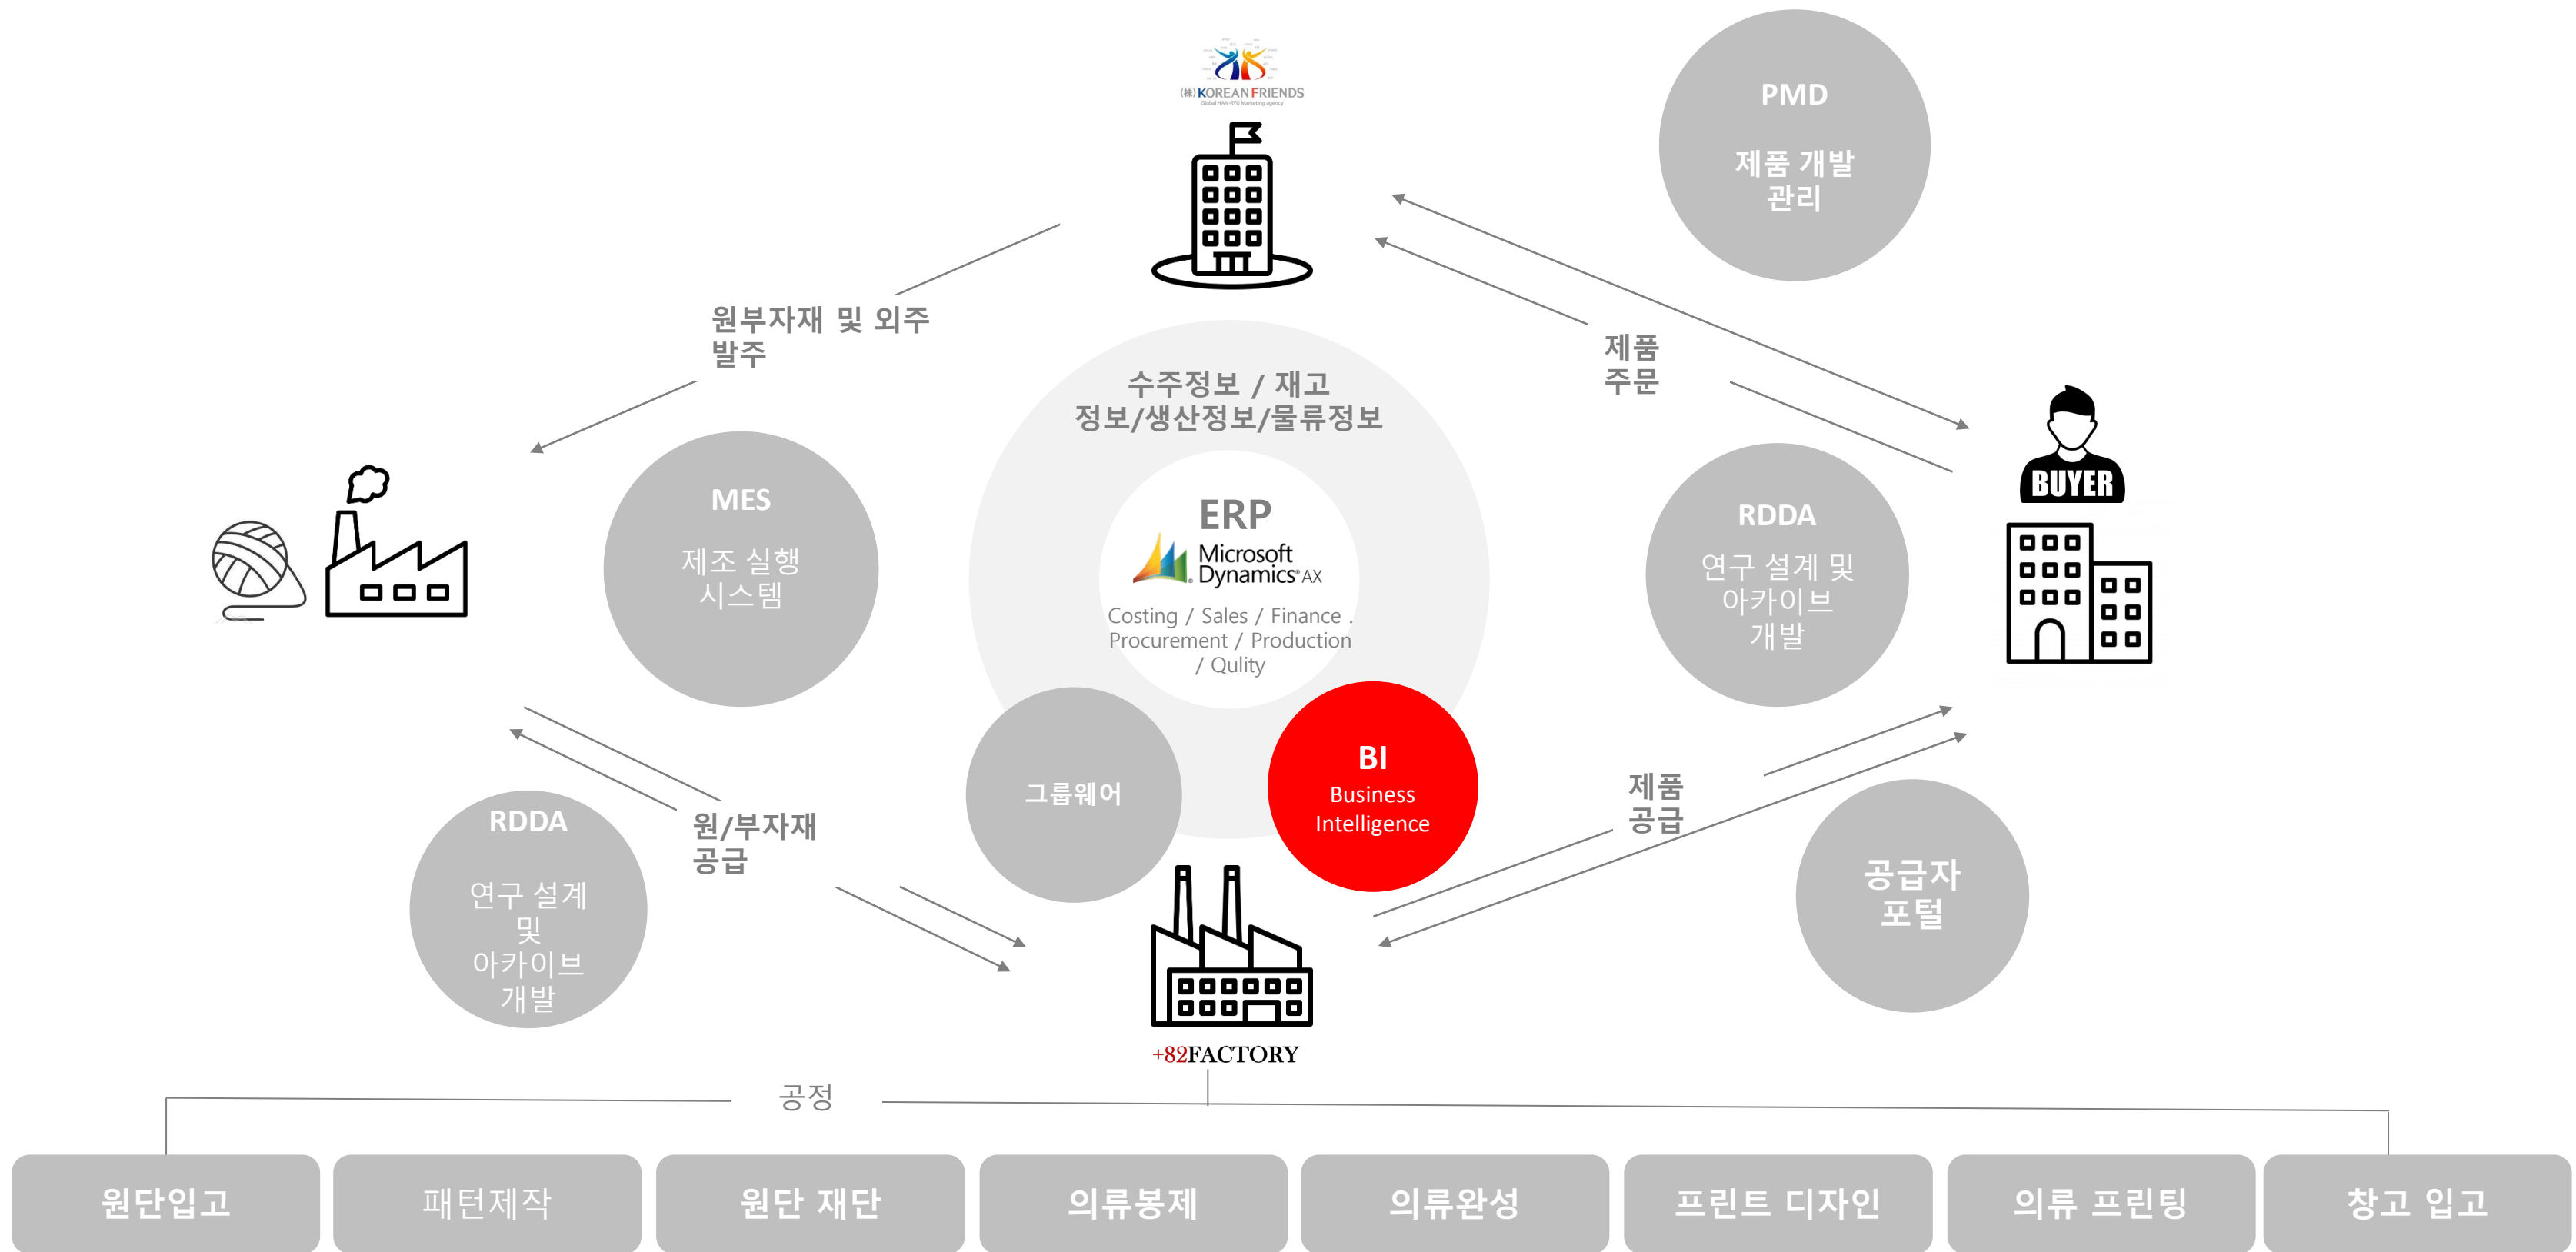 (株) KOREAN FRIENDS
Global HAN-RYU Marketing agency
PMD
제품 개발
관리
원부자재 및 외주
발주
제품
주문
수주정보 / 재고
정보/생산정보/물류정보
BUYER
MES
제조 실행
시스템
ERP
Microsoft
Dynamics® AX
Costing / Sales / Finance .
Procurement / Production
/ Qulity
RDDA
연구 설계 및
아카이브
개발
그룹웨어
BI
Business
Intelligence
제품
공급
RDDA
연구 설계
및
아카이브
개발
원/부자재
공급
공급자
포털
+82FACTORY
공정
원단입고
패턴제작
원단 재단
의류봉제
의류완성
프린트 디자인
의류 프린팅
창고 입고